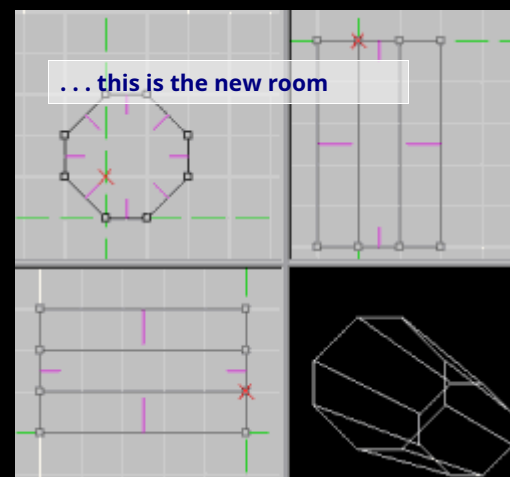 . . . this is the new room